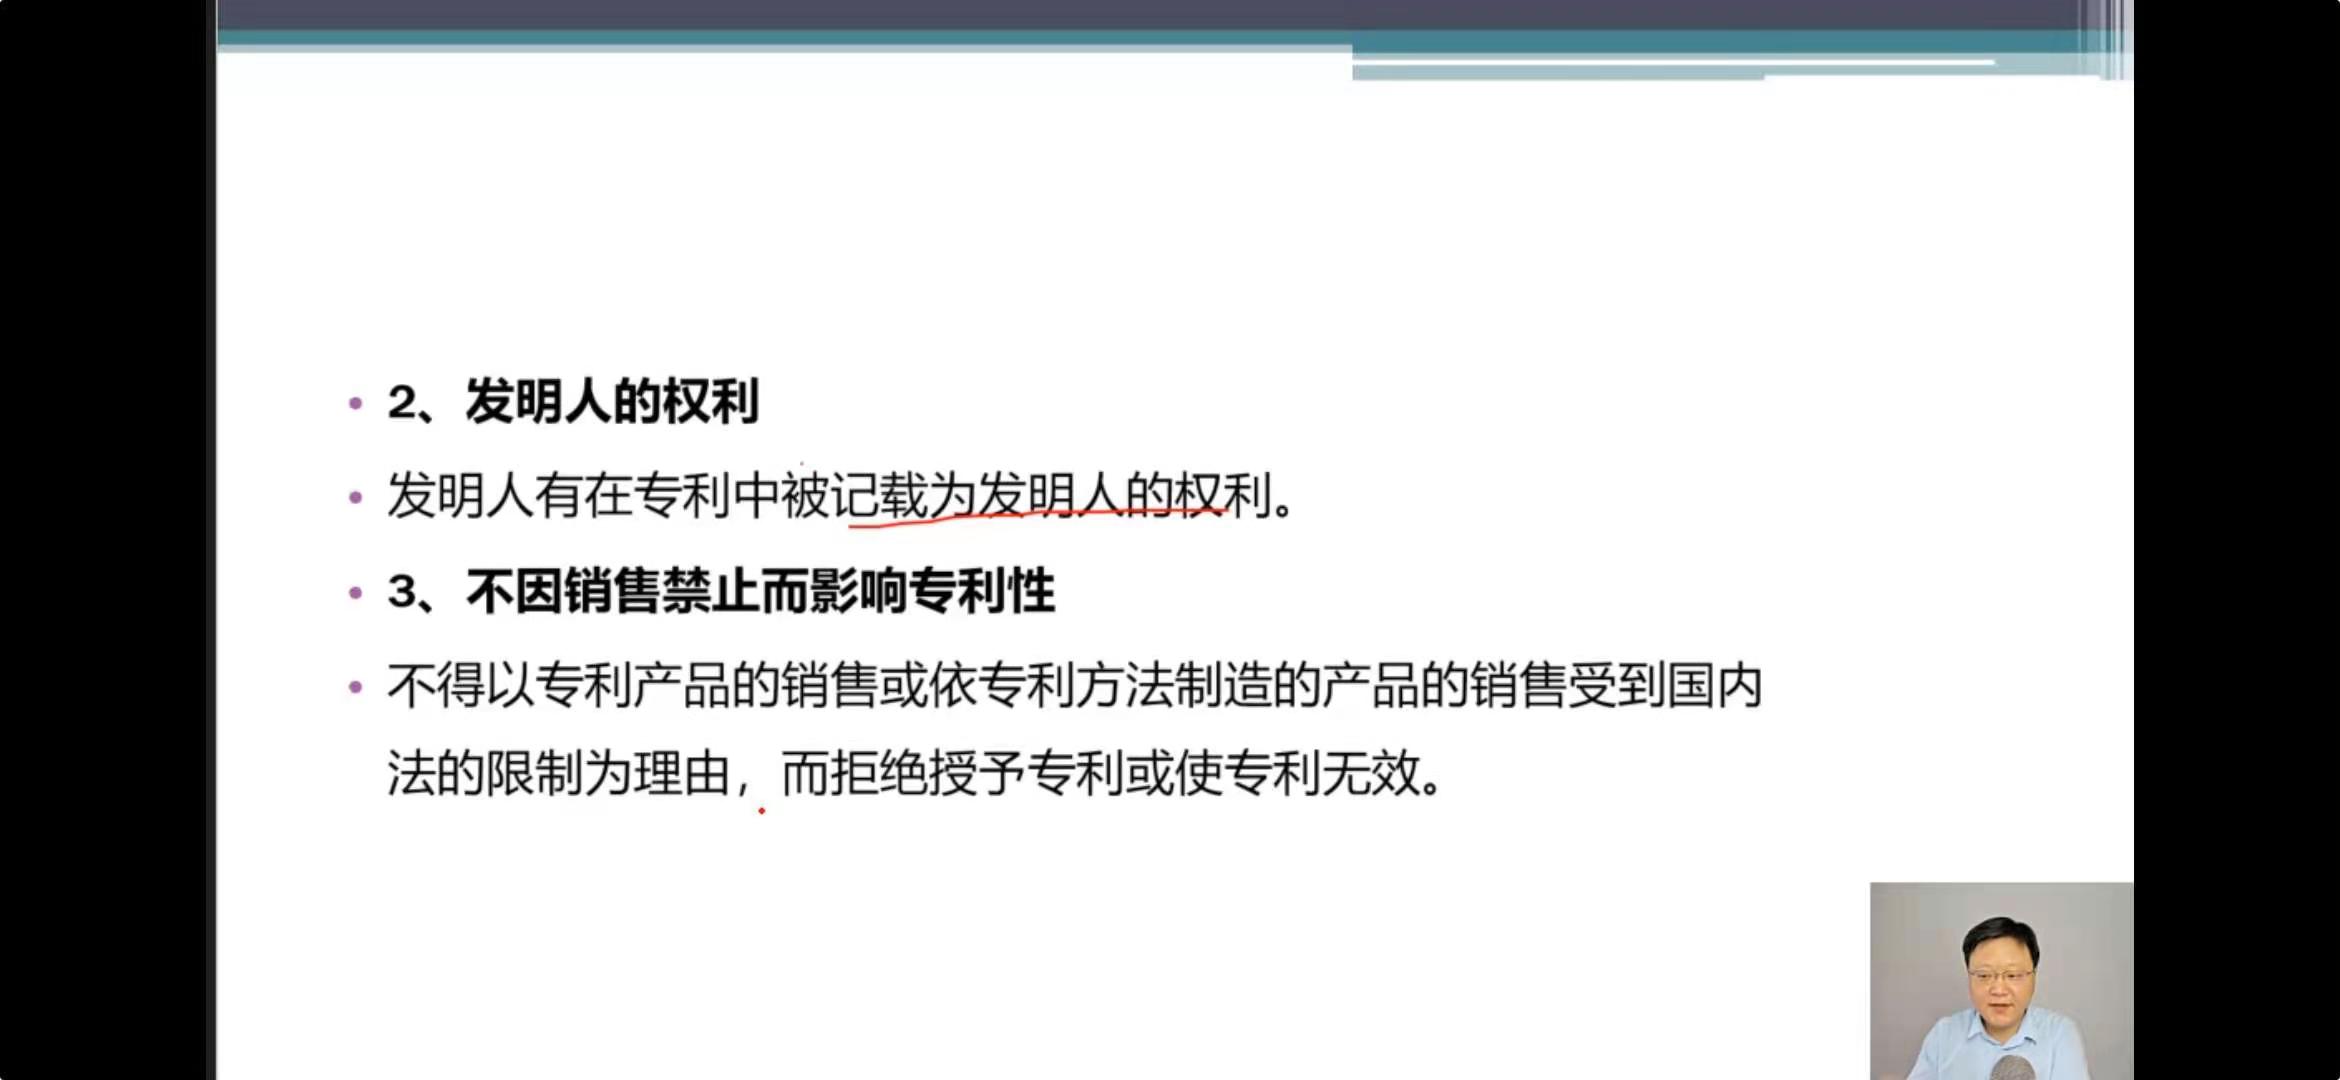 2、发明人的权利
发明人有在专利中被记载为发明人的权利。
3、不因销售禁止而影响专利性
不得以专利产品的销售或依专利方法制造的产品的销售受到国内
法的限制为理由，而拒绝授予专利或使专利无效。